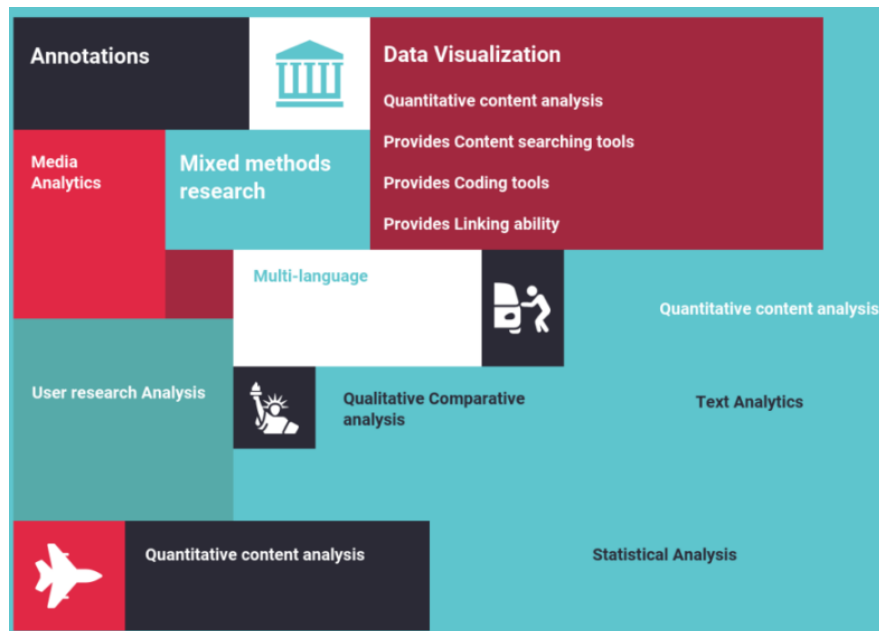 Annotations
Data Visualization
Quantitative content analysis
Provides Content searching tools
Provides Coding tools
Provides Linking ability
Media
Analytics
Mixed methods
research
Multi-language
Quantitative content analysis
User research Analysis
Qualitative Comparative
analysis
Text Analytics
Quantitative content analysis
Statistical Analysis